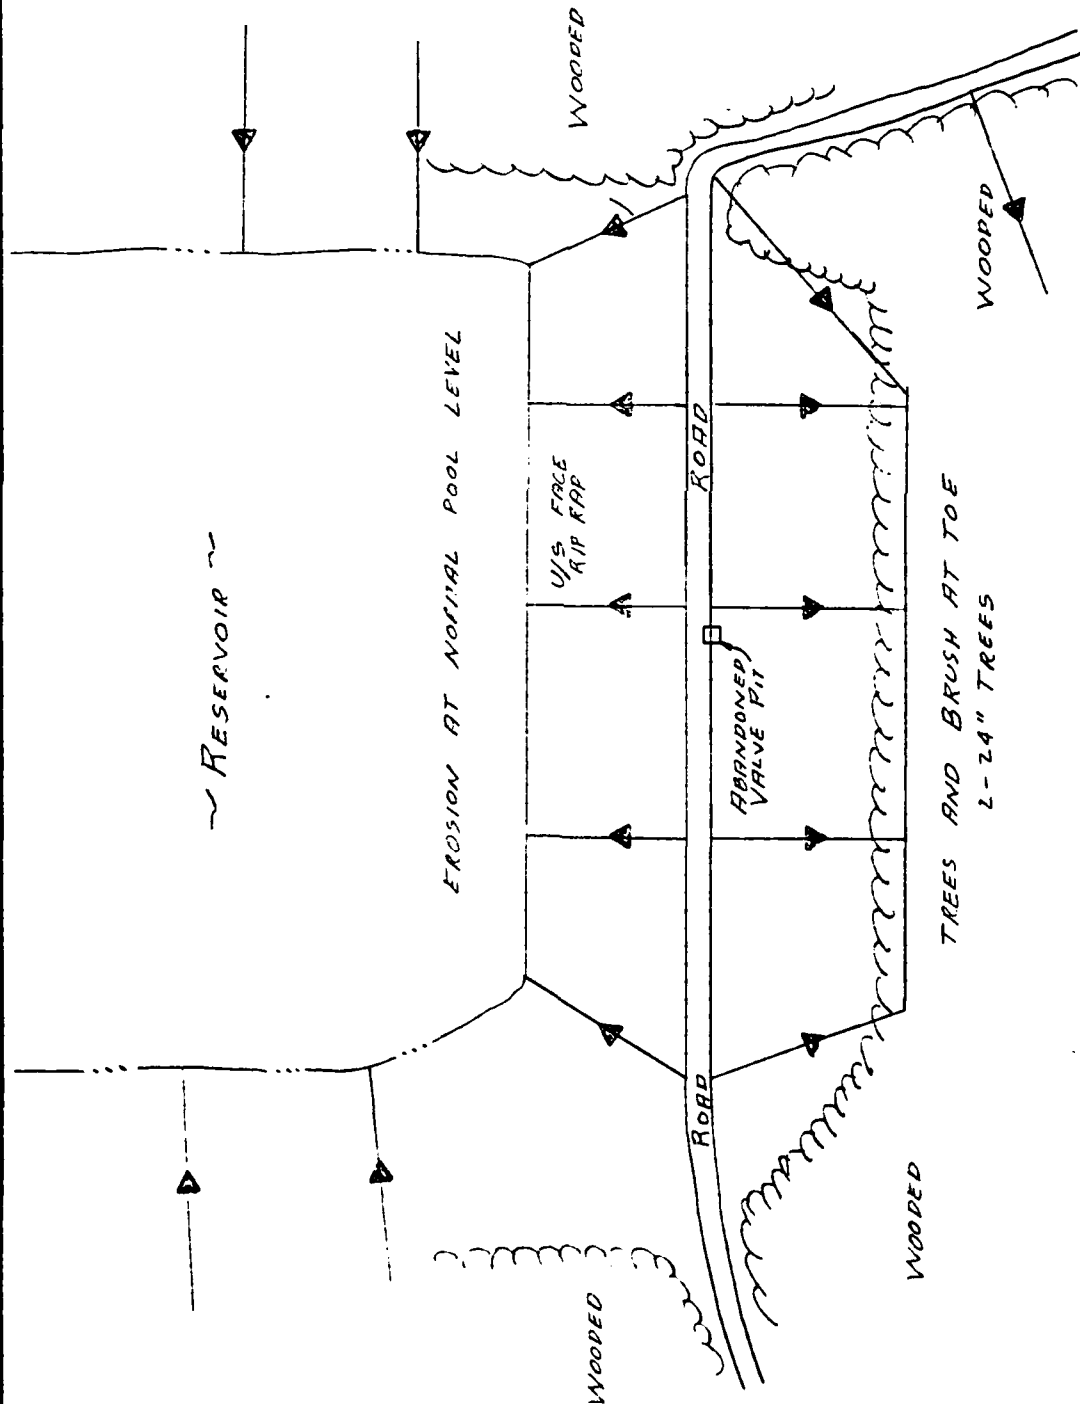 ~ RESERVOIR ~
EROSION AT NORMAL POOL LEVEL
U/S FACE
RIP RAP
ROAD
ROAD
ABANDONED
VALVE PIT
TREES AND BRUSH AT TOE
2-24" TREES
WOODED
WOODED
WOODED
WOODED